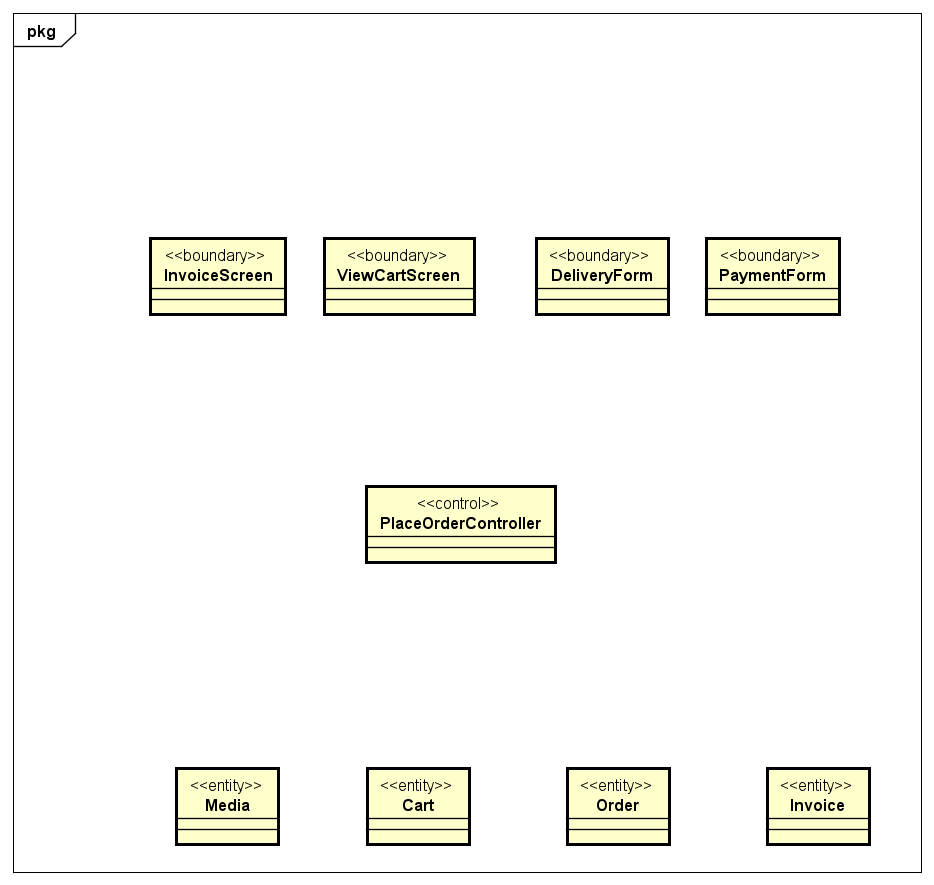 pkg
<<boundary>>
InvoiceScreen
<<boundary>>
ViewCartScreen
<<boundary>>
DeliveryForm
<<boundary>>
PaymentForm
<<control>>
PlaceOrderController
<<entity>>
Media
<<entity>>
Cart
<<entity>>
Order
<<entity>>
Invoice